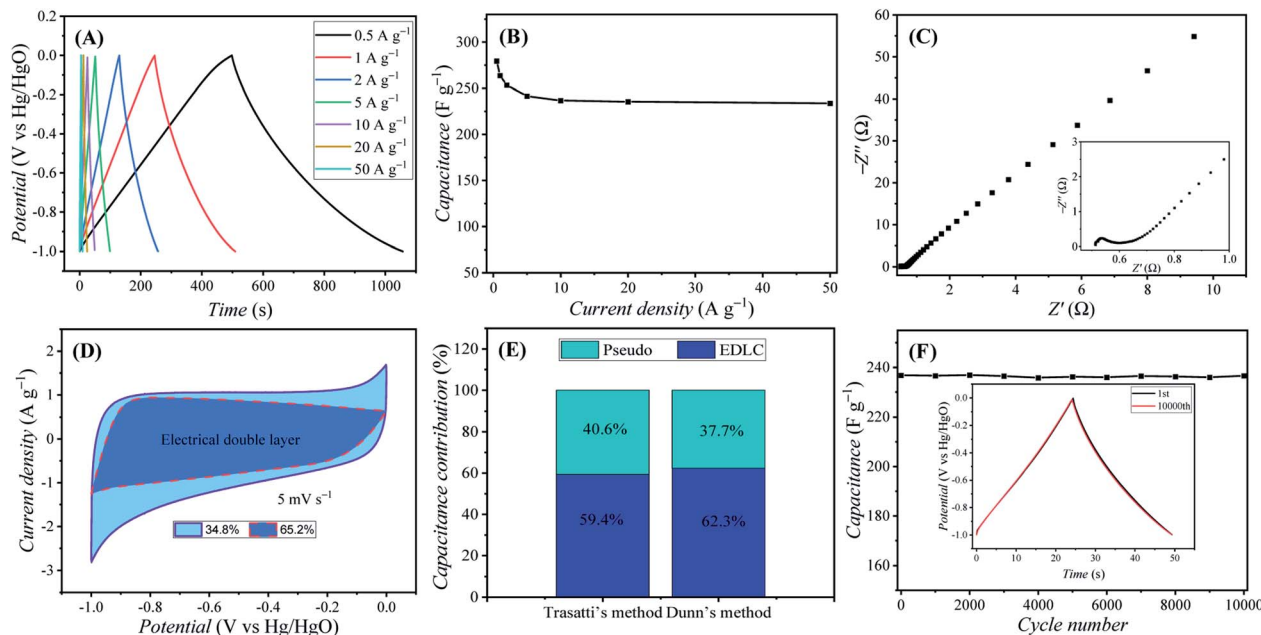 (A)
0.5 A g⁻¹
1 A g⁻¹
2 A g⁻¹
5 A g⁻¹
10 A g⁻¹
20 A g⁻¹
50 A g⁻¹
0.0
-0.2
-0.4
-0.6
-0.8
-1.0
Potential (V vs Hg/HgO)
0 200 400 600 800 1000
Time (s)
(B)
300
250
200
150
100
50
Capacitance (F g⁻¹)
0 10 20 30 40 50
Current density (A g⁻¹)
(C)
60
50
40
30
20
10
0
−Z″ (Ω)
2 4 6 8 10
Z′ (Ω)
3
2
1
0
−Z″ (Ω)
0.6 0.8 1.0
Z′ (Ω)
(D)
2
1
0
-1
-2
-3
Current density (A g⁻¹)
Electrical double layer
5 mV s⁻¹
34.8% 65.2%
-1.0 -0.8 -0.6 -0.4 -0.2 0.0
Potential (V vs Hg/HgO)
(E)
Pseudo EDLC
120
100
80
60
40
20
0
Capacitance contribution (%)
40.6% 37.7%
59.4% 62.3%
Trasatti's method Dunn's method
(F)
240
220
200
180
160
Capacitance (F g⁻¹)
0 2000 4000 6000 8000 10000
Cycle number
1st
10000th
0.0
-0.2
-0.4
-0.6
-0.8
-1.0
Potential (V vs Hg/HgO)
0 10 20 30 40 50
Time (s)